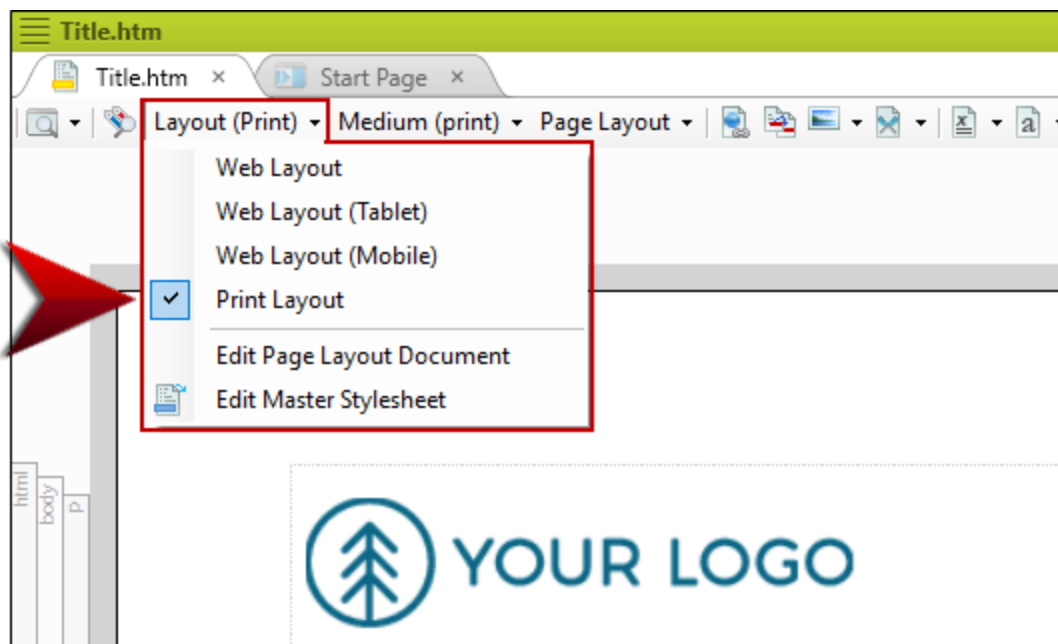 Title.htm
Title.htm × Start Page ×
Layout (Print) Medium (print) Page Layout x a
Web Layout
Web Layout (Tablet)
Web Layout (Mobile)
Print Layout
Edit Page Layout Document
Edit Master Stylesheet
html
body
p
YOUR LOGO